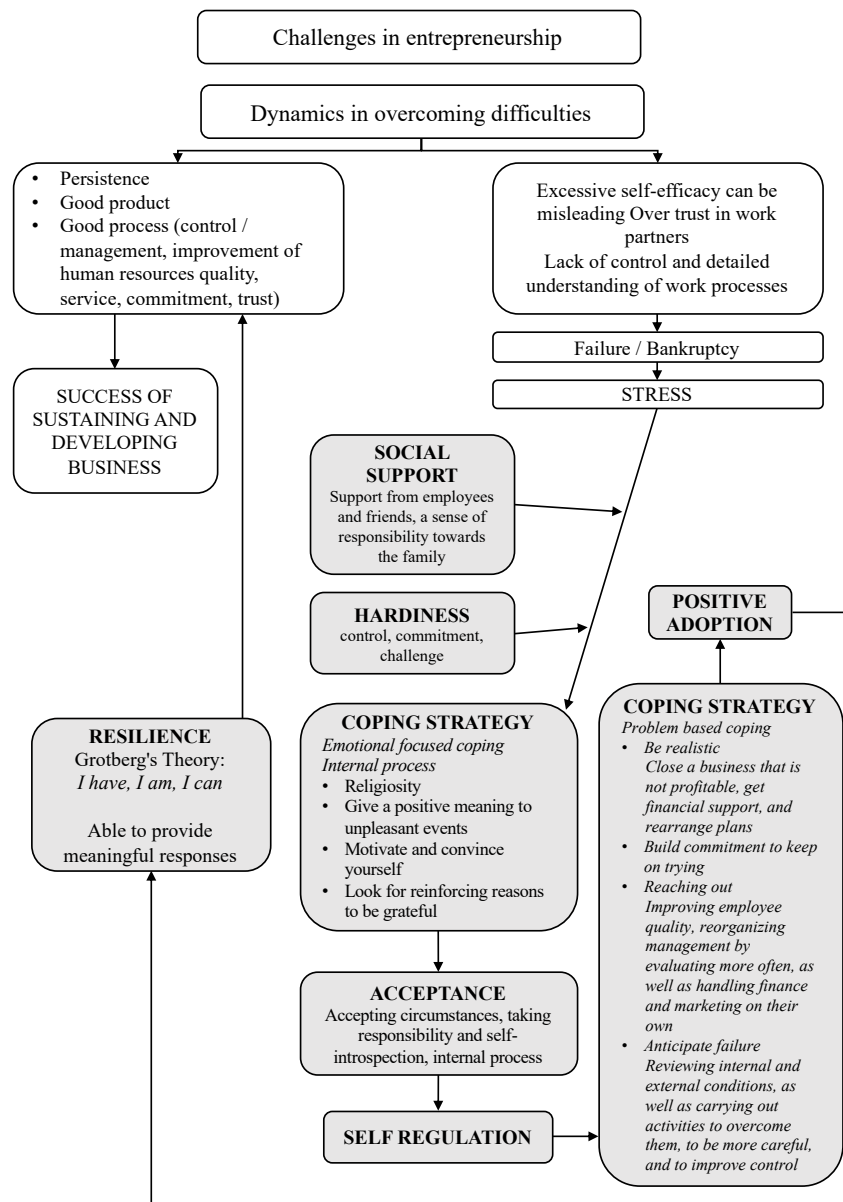 Challenges in entrepreneurship
Dynamics in overcoming difficulties
• Persistence
• Good product
• Good process (control /
management, improvement of
human resources quality,
service, commitment, trust)
Excessive self-efficacy can be
misleading Over trust in work
partners
Lack of control and detailed
understanding of work processes
Failure / Bankruptcy
STRESS
SUCCESS OF
SUSTAINING AND
DEVELOPING
BUSINESS
SOCIAL
SUPPORT
Support from employees
and friends, a sense of
responsibility towards
the family
HARDINESS
control, commitment,
challenge
POSITIVE
ADOPTION
RESILIENCE
Grotberg's Theory:
I have, I am, I can
Able to provide
meaningful responses
COPING STRATEGY
Emotional focused coping
Internal process
• Religiosity
• Give a positive meaning to
unpleasant events
• Motivate and convince
yourself
• Look for reinforcing reasons
to be grateful
COPING STRATEGY
Problem based coping
• Be realistic
Close a business that is
not profitable, get
financial support, and
rearrange plans
• Build commitment to keep
on trying
• Reaching out
Improving employee
quality, reorganizing
management by
evaluating more often, as
well as handling finance
and marketing on their
own
• Anticipate failure
Reviewing internal and
external conditions, as
well as carrying out
activities to overcome
them, to be more careful,
and to improve control
ACCEPTANCE
Accepting circumstances, taking
responsibility and self-
introspection, internal process
SELF REGULATION